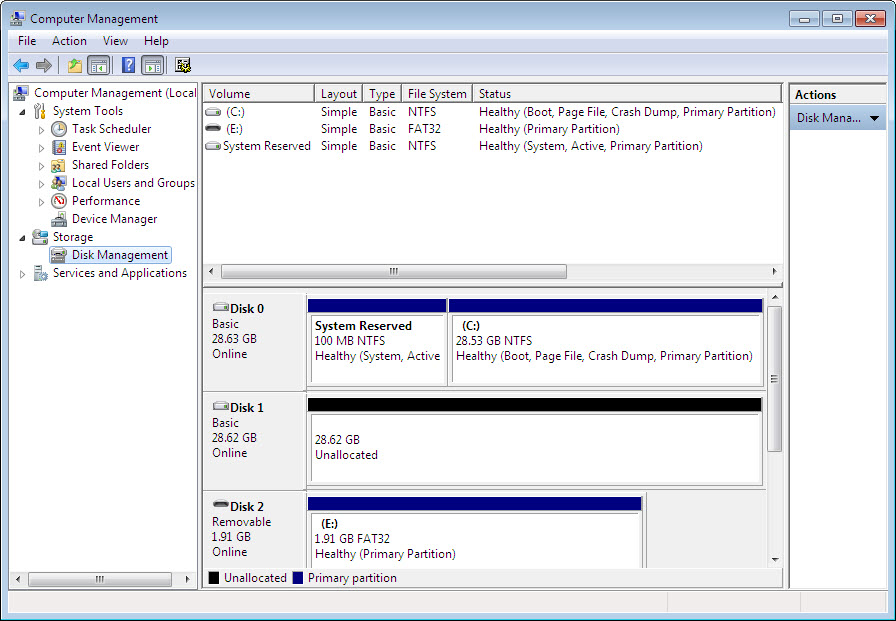 Computer Management
File Action View Help
Computer Management (Local
System Tools
Task Scheduler
Event Viewer
Shared Folders
Local Users and Groups
Performance
Device Manager
Storage
Disk Management
Services and Applications
Volume Layout Type File System Status
(C:) Simple Basic NTFS Healthy (Boot, Page File, Crash Dump, Primary Partition)
(E:) Simple Basic FAT32 Healthy (Primary Partition)
System Reserved Simple Basic NTFS Healthy (System, Active, Primary Partition)
Disk 0
Basic
28.63 GB
Online
System Reserved
100 MB NTFS
Healthy (System, Active
(C:)
28.53 GB NTFS
Healthy (Boot, Page File, Crash Dump, Primary Partition)
Disk 1
Basic
28.62 GB
Online
28.62 GB
Unallocated
Disk 2
Removable
1.91 GB
Online
(E:)
1.91 GB FAT32
Healthy (Primary Partition)
Unallocated Primary partition
Actions
Disk Mana...